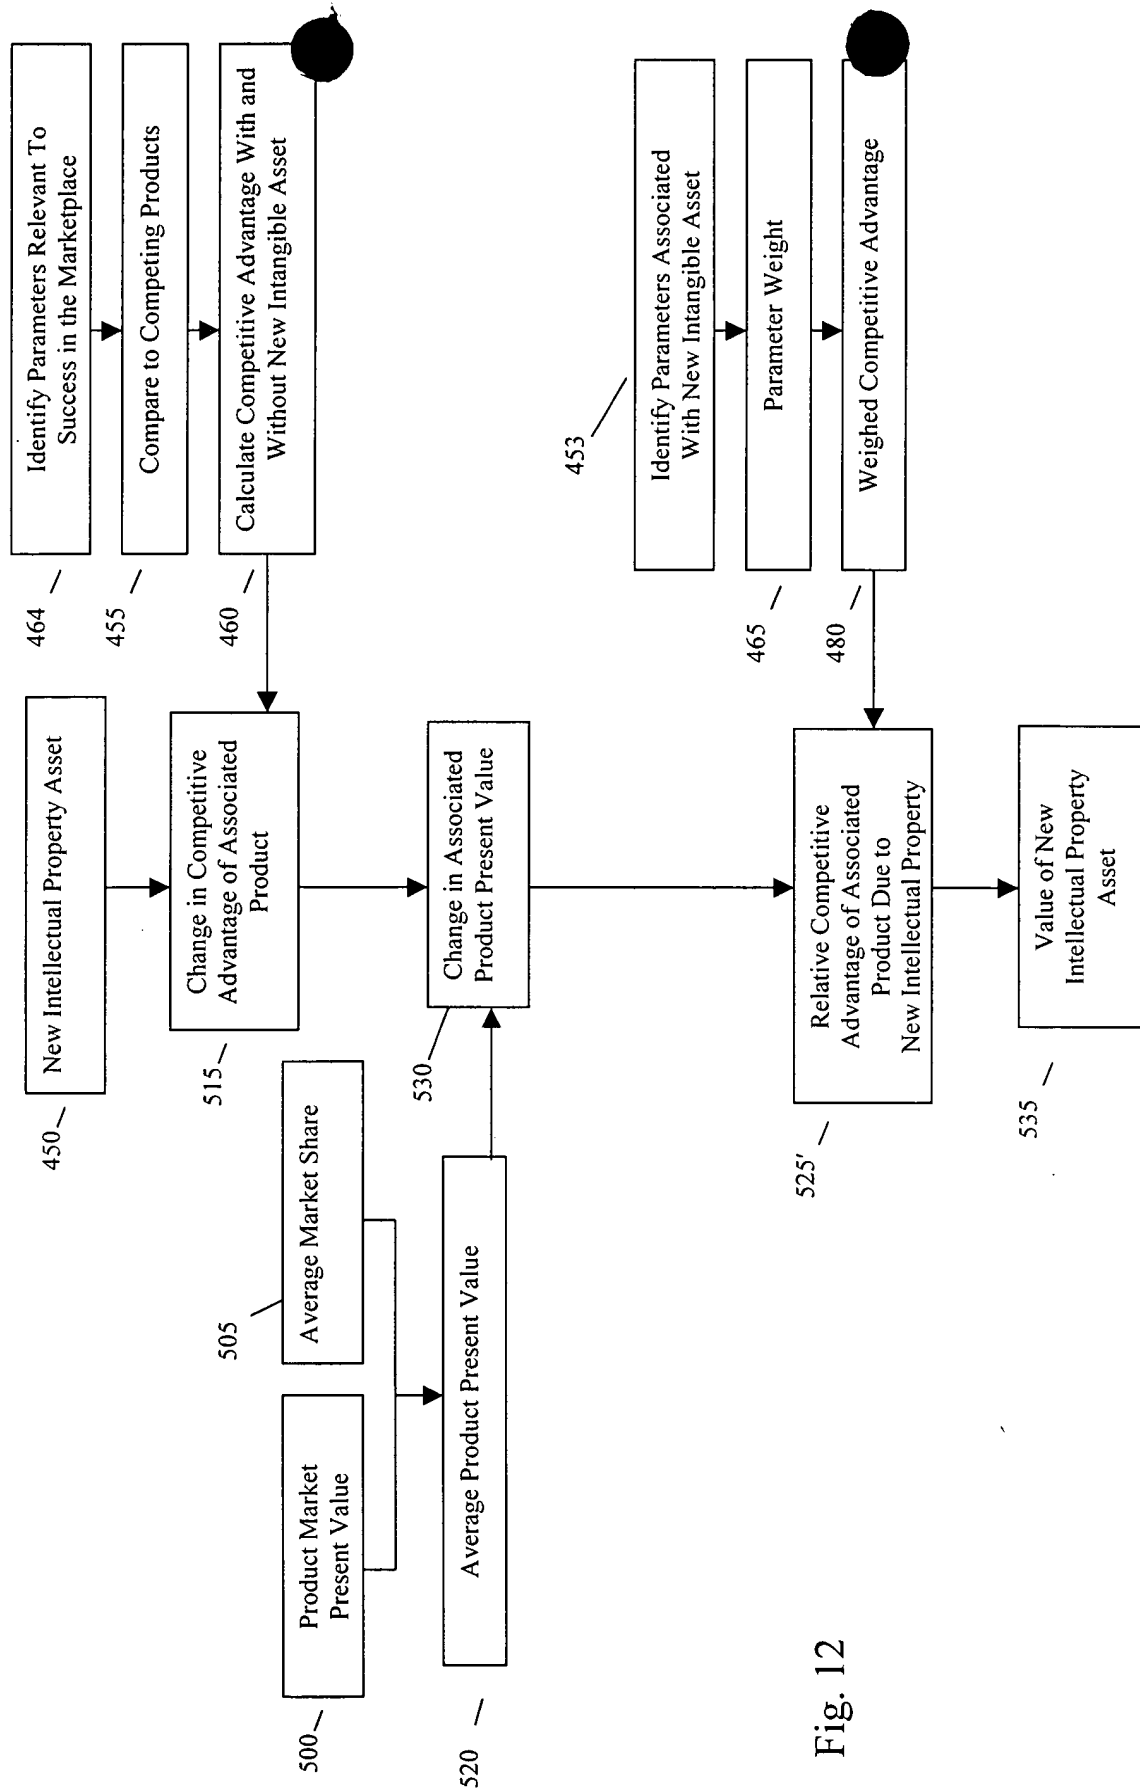 450
New Intellectual Property Asset
464
Identify Parameters Relevant To
Success in the Marketplace
455
Compare to Competing Products
460
Calculate Competitive Advantage With and
Without New Intangible Asset
515
Change in Competitive
Advantage of Associated
Product
500
Product Market
Present Value
505
Average Market Share
520
Average Product Present Value
530
Change in Associated
Product Present Value
453
Identify Parameters Associated
With New Intangible Asset
465
Parameter Weight
480
Weighed Competitive Advantage
525'
Relative Competitive
Advantage of Associated
Product Due to
New Intellectual Property
535
Value of New
Intellectual Property
Asset
Fig. 12